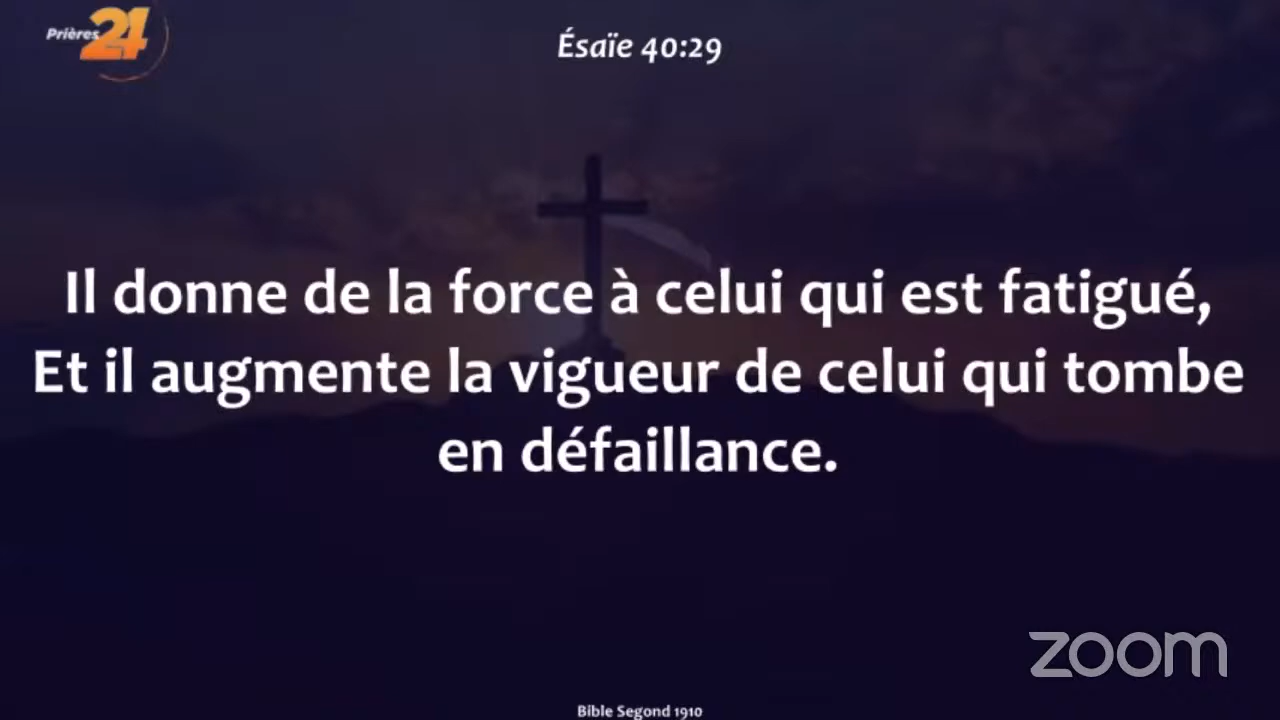 Prières 24
Ésaïe 40:29
Il donne de la force à celui qui est fatigué,
Et il augmente la vigueur de celui qui tombe
en défaillance.
zoom
Bible Segond 1910